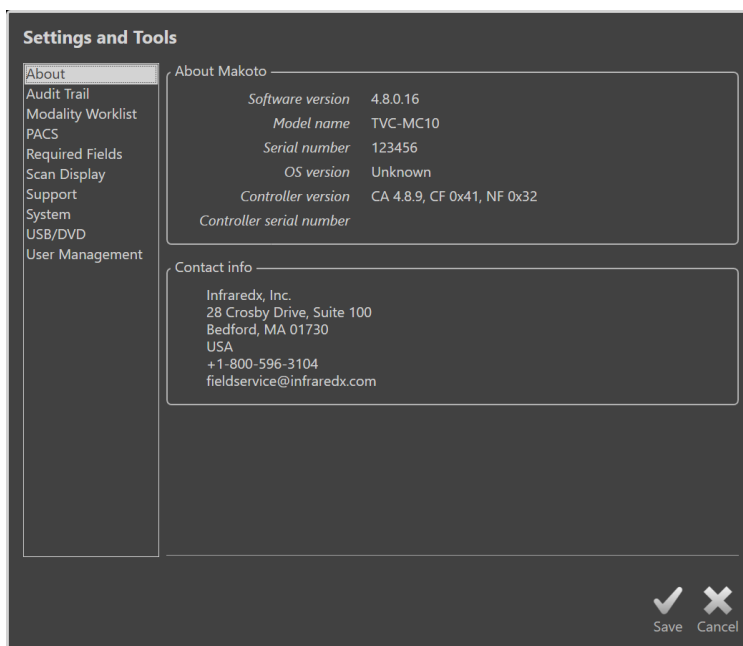 Settings and Tools
About
Audit Trail
Modality Worklist
PACS
Required Fields
Scan Display
Support
System
USB/DVD
User Management
About Makoto
Software version 4.8.0.16
Model name TVC-MC10
Serial number 123456
OS version Unknown
Controller version CA 4.8.9, CF 0x41, NF 0x32
Controller serial number
Contact info
Infraredx, Inc.
28 Crosby Drive, Suite 100
Bedford, MA 01730
USA
+1-800-596-3104
fieldservice@infraredx.com
Save Cancel